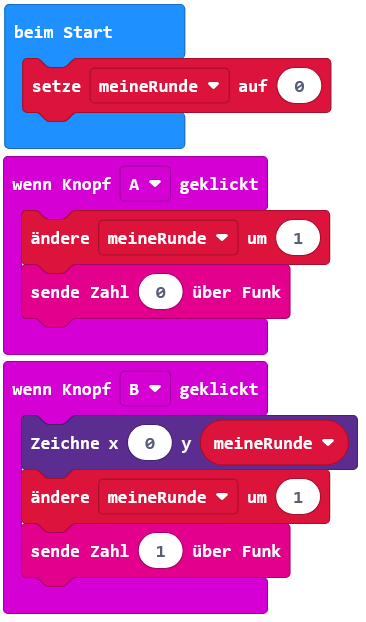 beim Start
setze meineRunde auf 0
wenn Knopf A geklickt
ändere meineRunde um 1
sende Zahl 0 über Funk
wenn Knopf B geklickt
Zeichne x 0 y meineRunde
ändere meineRunde um 1
sende Zahl 1 über Funk